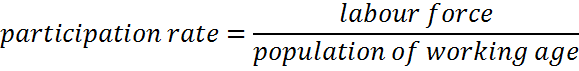 participation rate = labour force / population of working age